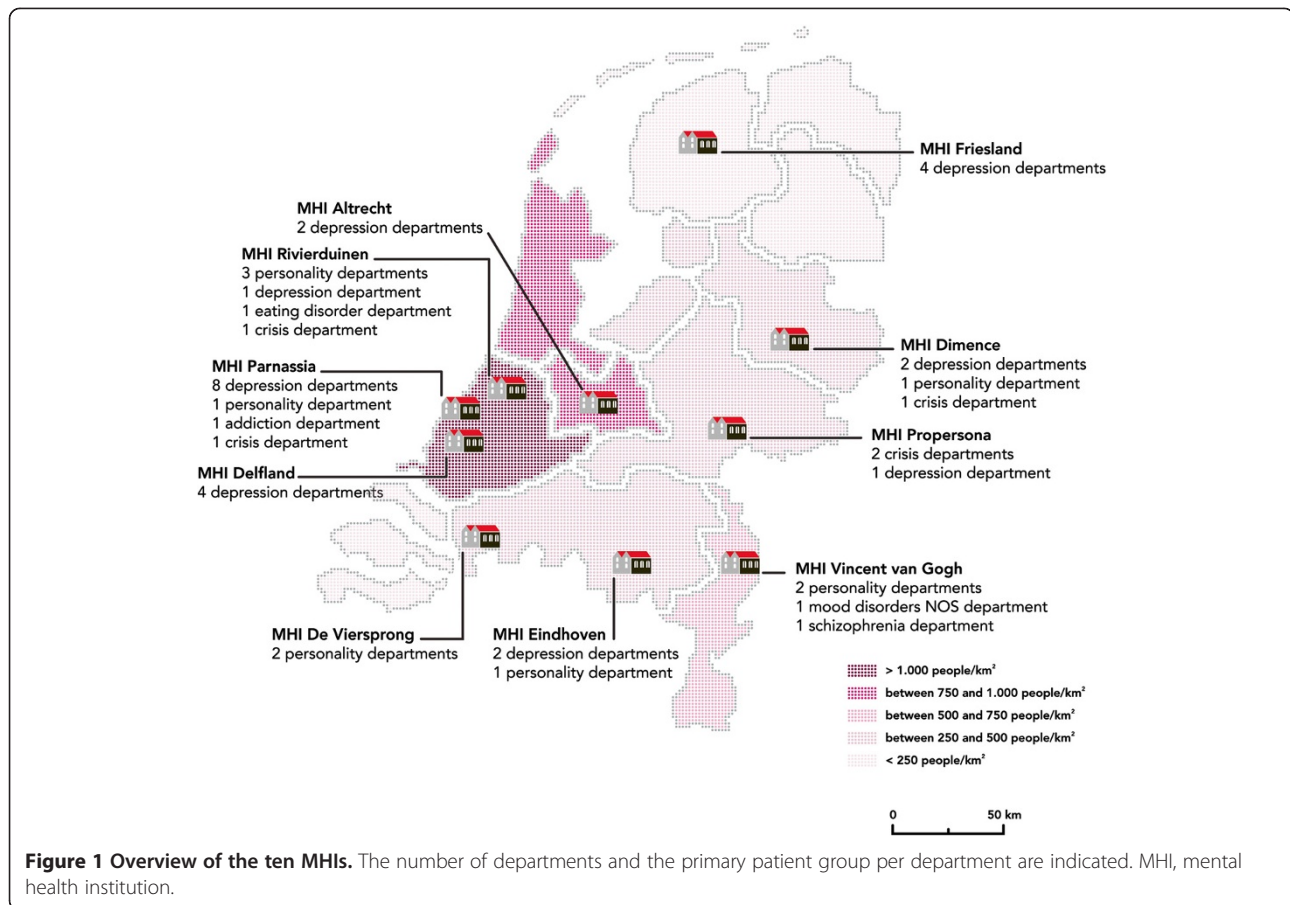 MHI Friesland
4 depression departments
MHI Altrecht
2 depression departments
MHI Rivierduinen
3 personality departments
1 depression department
1 eating disorder department
1 crisis department
MHI Parnassia
8 depression departments
1 personality department
1 addiction department
1 crisis department
MHI Delfland
4 depression departments
MHI Dimence
2 depression departments
1 personality department
1 crisis department
MHI Propersona
2 crisis departments
1 depression department
MHI Vincent van Gogh
2 personality departments
1 mood disorders NOS department
1 schizophrenia department
MHI De Viersprong
2 personality departments
MHI Eindhoven
2 depression departments
1 personality department
> 1.000 people/km²
between 750 and 1.000 people/km²
between 500 and 750 people/km²
between 250 and 500 people/km²
< 250 people/km²
0 50 km
Figure 1 Overview of the ten MHIs. The number of departments and the primary patient group per department are indicated. MHI, mental
health institution.